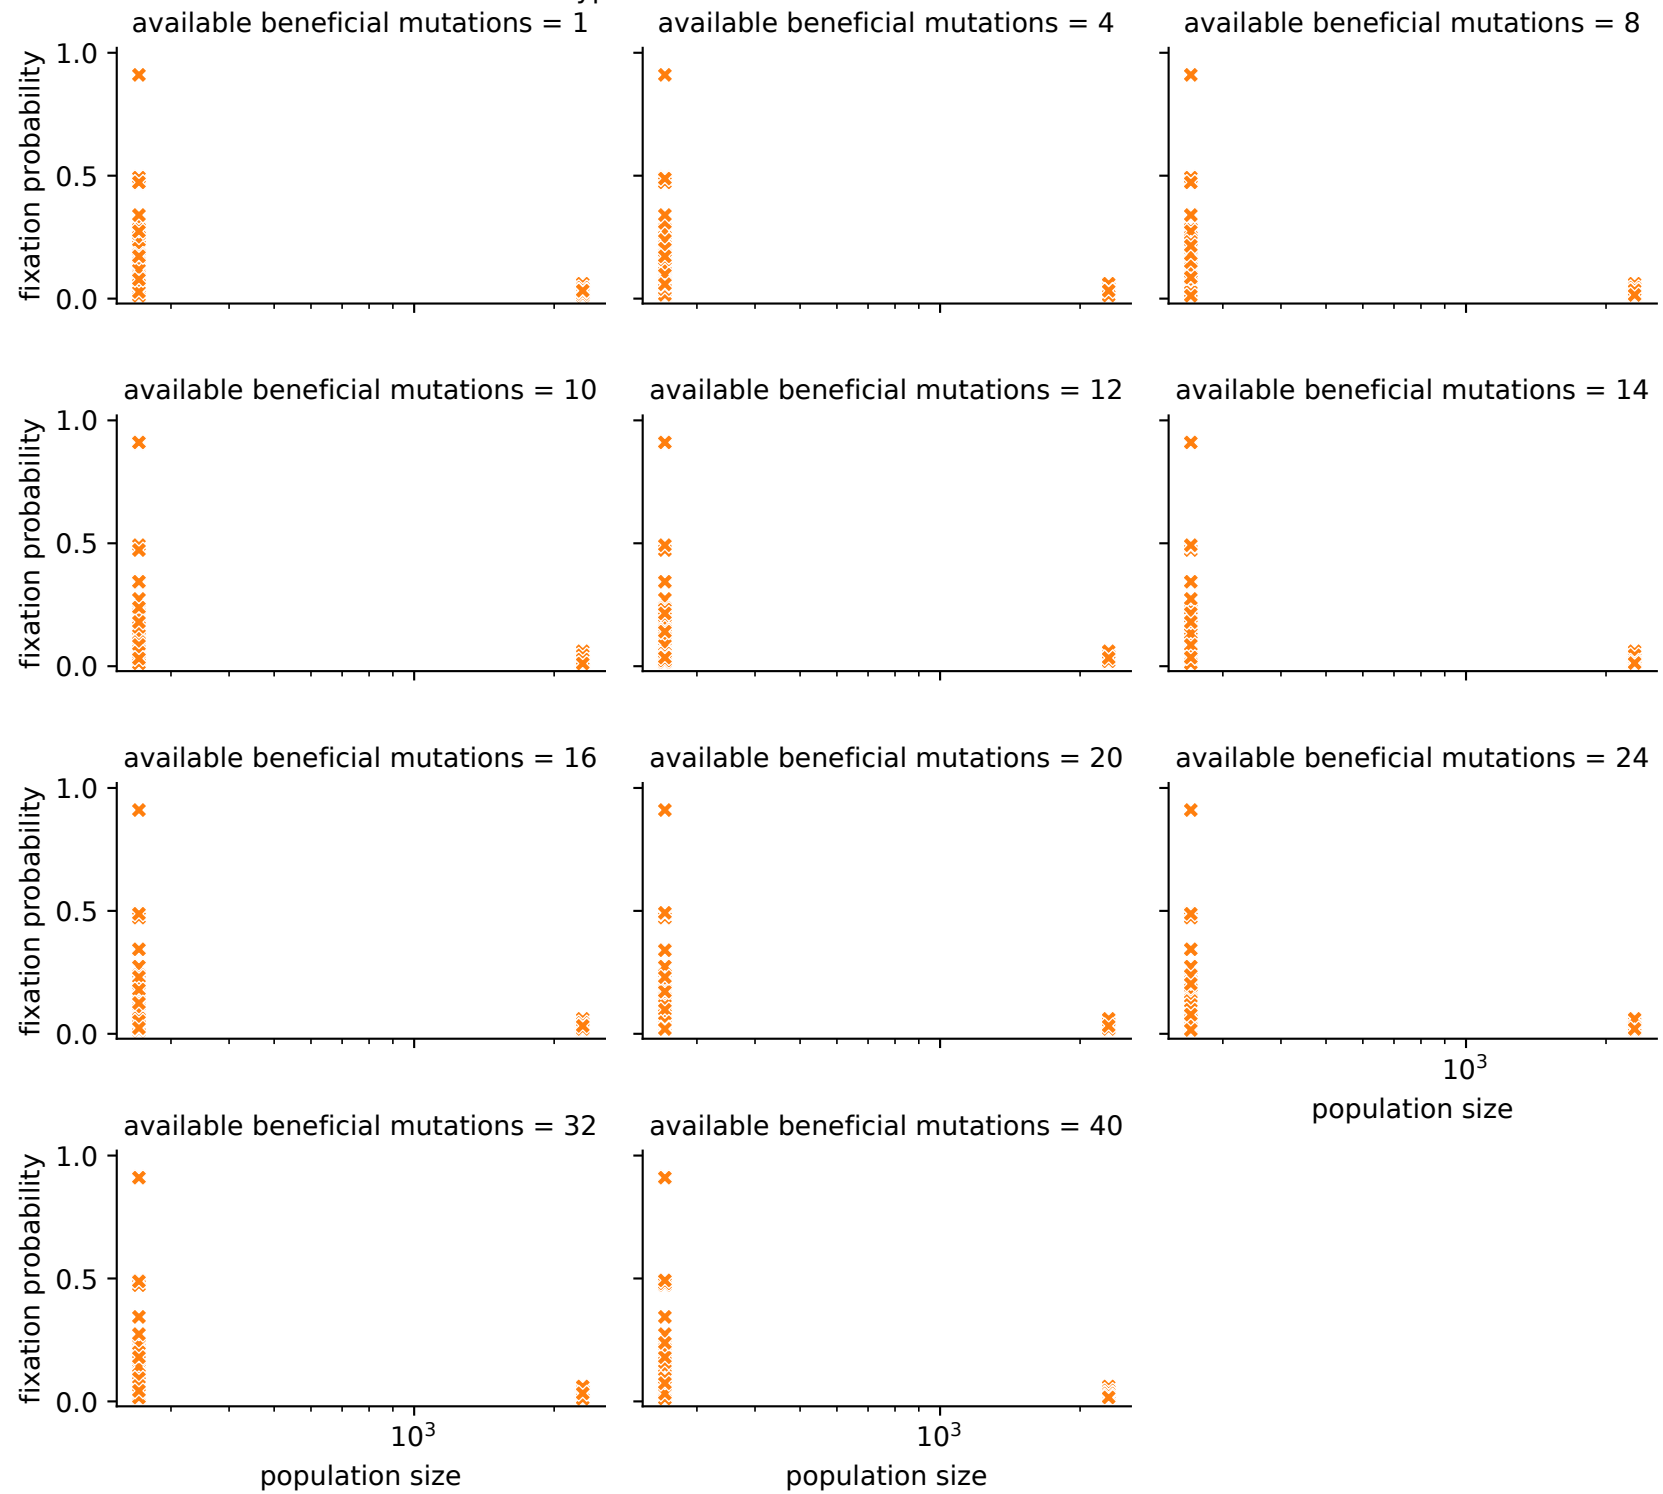 available beneficial mutations = 1
available beneficial mutations = 4
available beneficial mutations = 8
fixation probability
1.0
0.5
0.0
available beneficial mutations = 10
available beneficial mutations = 12
available beneficial mutations = 14
fixation probability
1.0
0.5
0.0
available beneficial mutations = 16
available beneficial mutations = 20
available beneficial mutations = 24
fixation probability
1.0
0.5
0.0
10³
population size
available beneficial mutations = 32
available beneficial mutations = 40
fixation probability
1.0
0.5
0.0
10³
10³
population size
population size